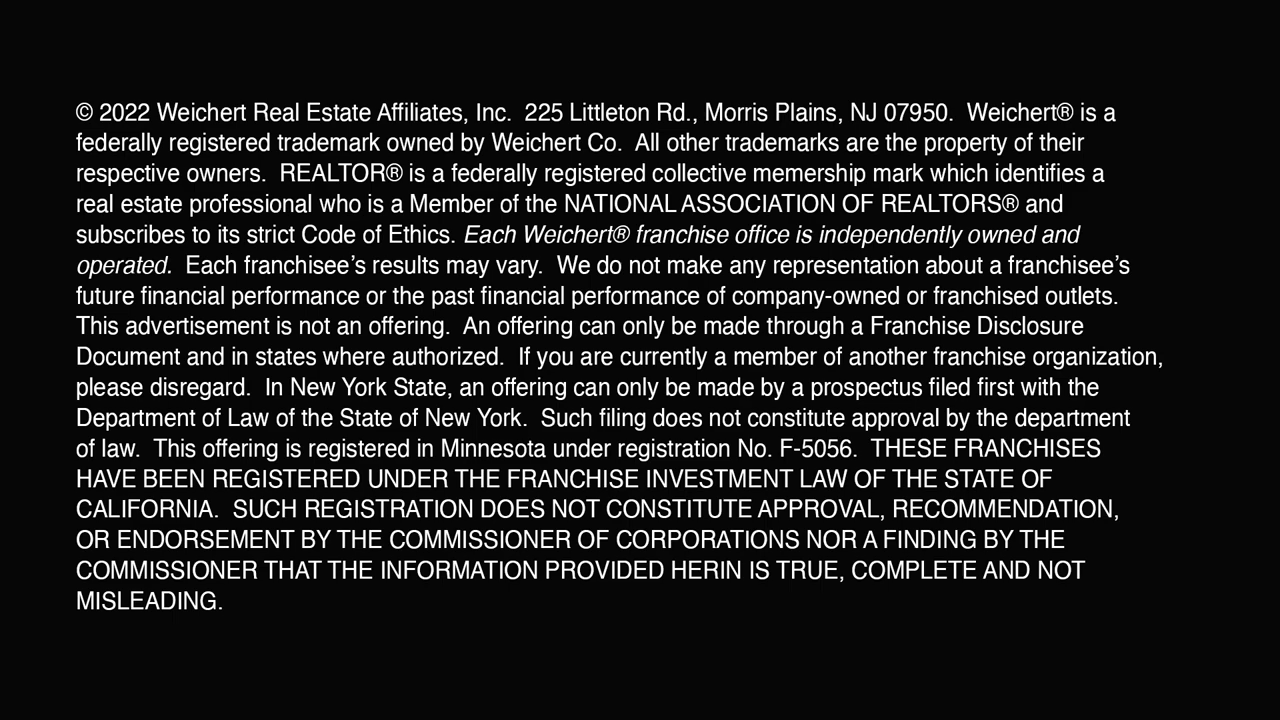 © 2022 Weichert Real Estate Affiliates, Inc.  225 Littleton Rd., Morris Plains, NJ 07950.  Weichert® is a
federally registered trademark owned by Weichert Co.  All other trademarks are the property of their
respective owners.  REALTOR® is a federally registered collective memership mark which identifies a
real estate professional who is a Member of the NATIONAL ASSOCIATION OF REALTORS® and
subscribes to its strict Code of Ethics. Each Weichert® franchise office is independently owned and
operated.  Each franchisee’s results may vary.  We do not make any representation about a franchisee’s
future financial performance or the past financial performance of company-owned or franchised outlets.
This advertisement is not an offering.  An offering can only be made through a Franchise Disclosure
Document and in states where authorized.  If you are currently a member of another franchise organization,
please disregard.  In New York State, an offering can only be made by a prospectus filed first with the
Department of Law of the State of New York.  Such filing does not constitute approval by the department
of law.  This offering is registered in Minnesota under registration No. F-5056.  THESE FRANCHISES
HAVE BEEN REGISTERED UNDER THE FRANCHISE INVESTMENT LAW OF THE STATE OF
CALIFORNIA.  SUCH REGISTRATION DOES NOT CONSTITUTE APPROVAL, RECOMMENDATION,
OR ENDORSEMENT BY THE COMMISSIONER OF CORPORATIONS NOR A FINDING BY THE
COMMISSIONER THAT THE INFORMATION PROVIDED HERIN IS TRUE, COMPLETE AND NOT
MISLEADING.